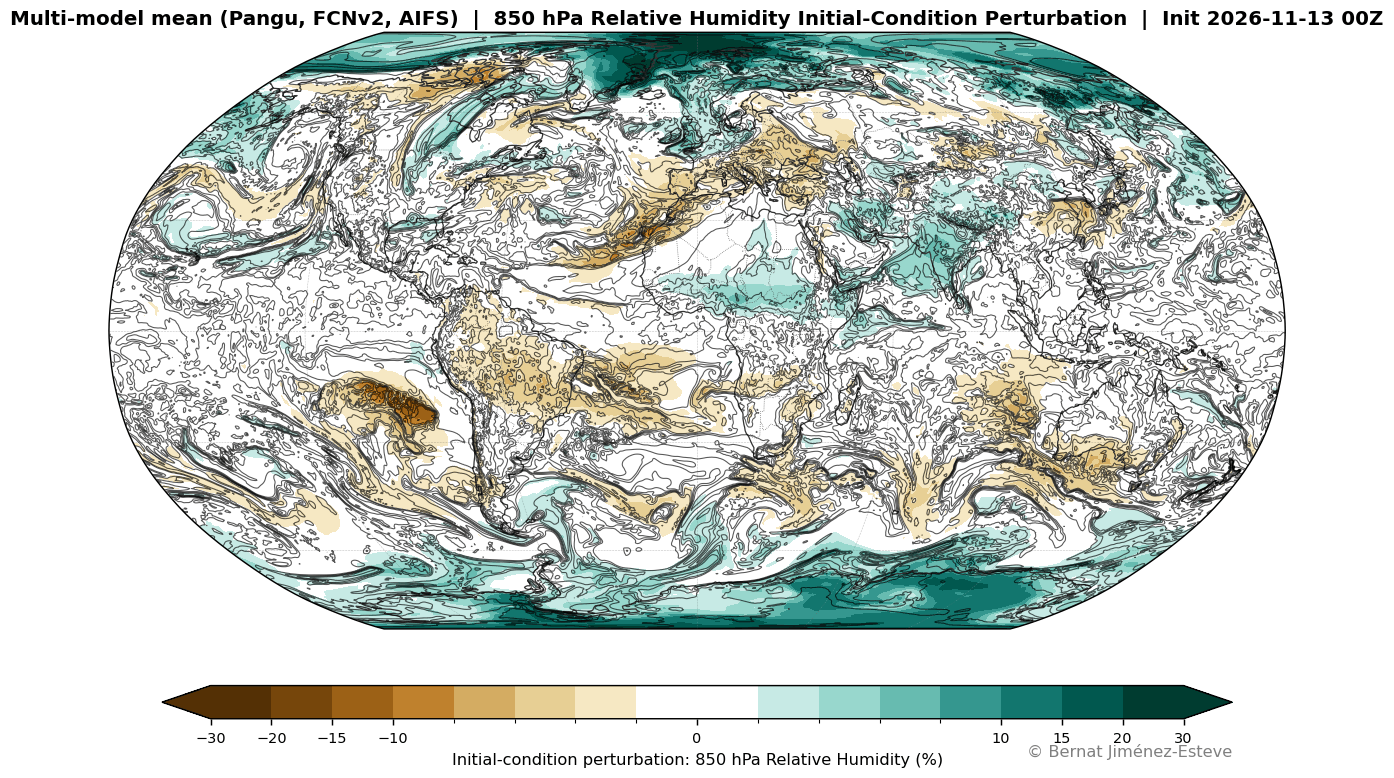 Multi-model mean (Pangu, FCNv2, AIFS)  |  850 hPa Relative Humidity Initial-Condition Perturbation  |  Init 2026-11-13 00Z
−30 −20 −15 −10 0 10 15 20 30
© Bernat Jiménez-Esteve
Initial-condition perturbation: 850 hPa Relative Humidity (%)